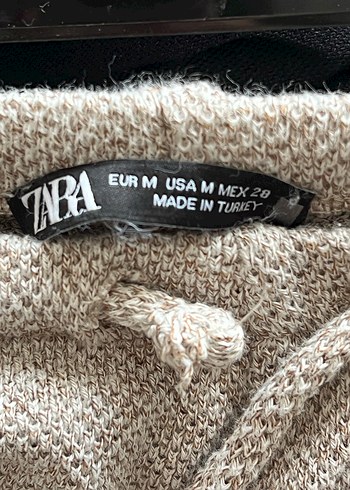 ZARA
EUR M USA M MEX 28
MADE IN TURKEY